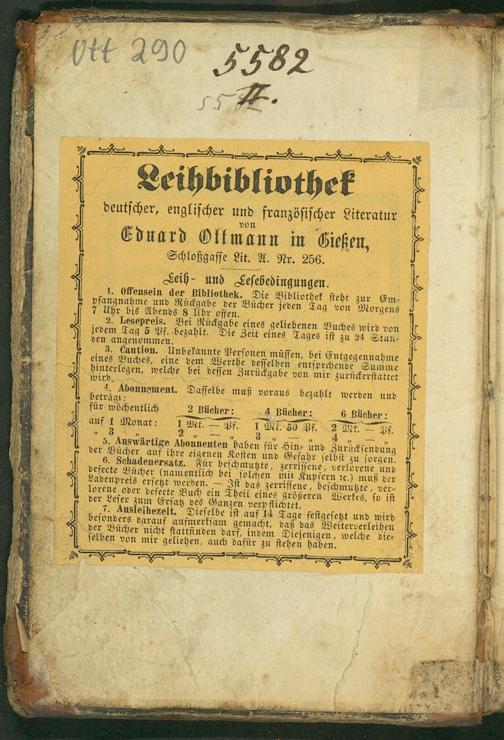 Ott 290
5582
II.
Leihbibliothek
deutscher, englischer und französischer Literatur
von
Eduard Ottmann in Gießen,
Schloßgasse Lit. A. Nr. 256.
Leih- und Lesebedingungen.
1. Offensein der Bibliothek. Die Bibliothek steht zur Em-
pfangnahme und Rückgabe der Bücher jeden Tag von Morgens
7 Uhr bis Abends 8 Uhr offen.
2. Lesepreis. Bei Rückgabe eines geliehenen Buches wird von
jedem Tag 5 Pf. bezahlt. Die Zeit eines Tages ist zu 24 Stun-
den angenommen.
3. Caution. Unbekannte Personen müssen, bei Entgegennahme
eines Buches, eine dem Werthe desselben entsprchende Summe
hinterlegen, welche bei dessen Zurückgabe von mir zurückerstattet
wird.
4. Abonnement. Dasselbe muß voraus bezahlt werden und
beträgt:
für wöchentlich 2 Bücher: 4 Bücher: 6 Bücher:
auf 1 Monat: 1 Mk. — Pf. 1 Mk. 50 Pf. 2 Mk. — Pf.
„ 3 „ 2 „ — „ 3 „ — „ 4 „ — „
5. Auswärtige Abonnenten haben für Hin- und Zurücksendung
der Bücher auf ihre eigenen Kosten und Gefahr selbst zu sorgen.
6. Schadenersatz. Für beschmutzte, zerrissene, verlorene und
defecte Bücher (namentlich bei solchen mit Kupfern 2c.) muß der
Ladenpreis ersetzt werden. — Ist das zerrissene, beschmutzte, ver-
lorene oder defecte Buch ein Theil eines größeren Werkes, so ist
der Leser zum Ersatz des Ganzen verpflichtet.
7. Ausleihezeit. Dieselbe ist auf 14 Tage festgesetzt und wird
besonders darauf aufmerksam gemacht, daß das Weiterverleihen
der Bücher nicht stattfinden darf, indem Diejenigen, welche die-
selben von mir geliehen, auch dafür zu stehen haben.